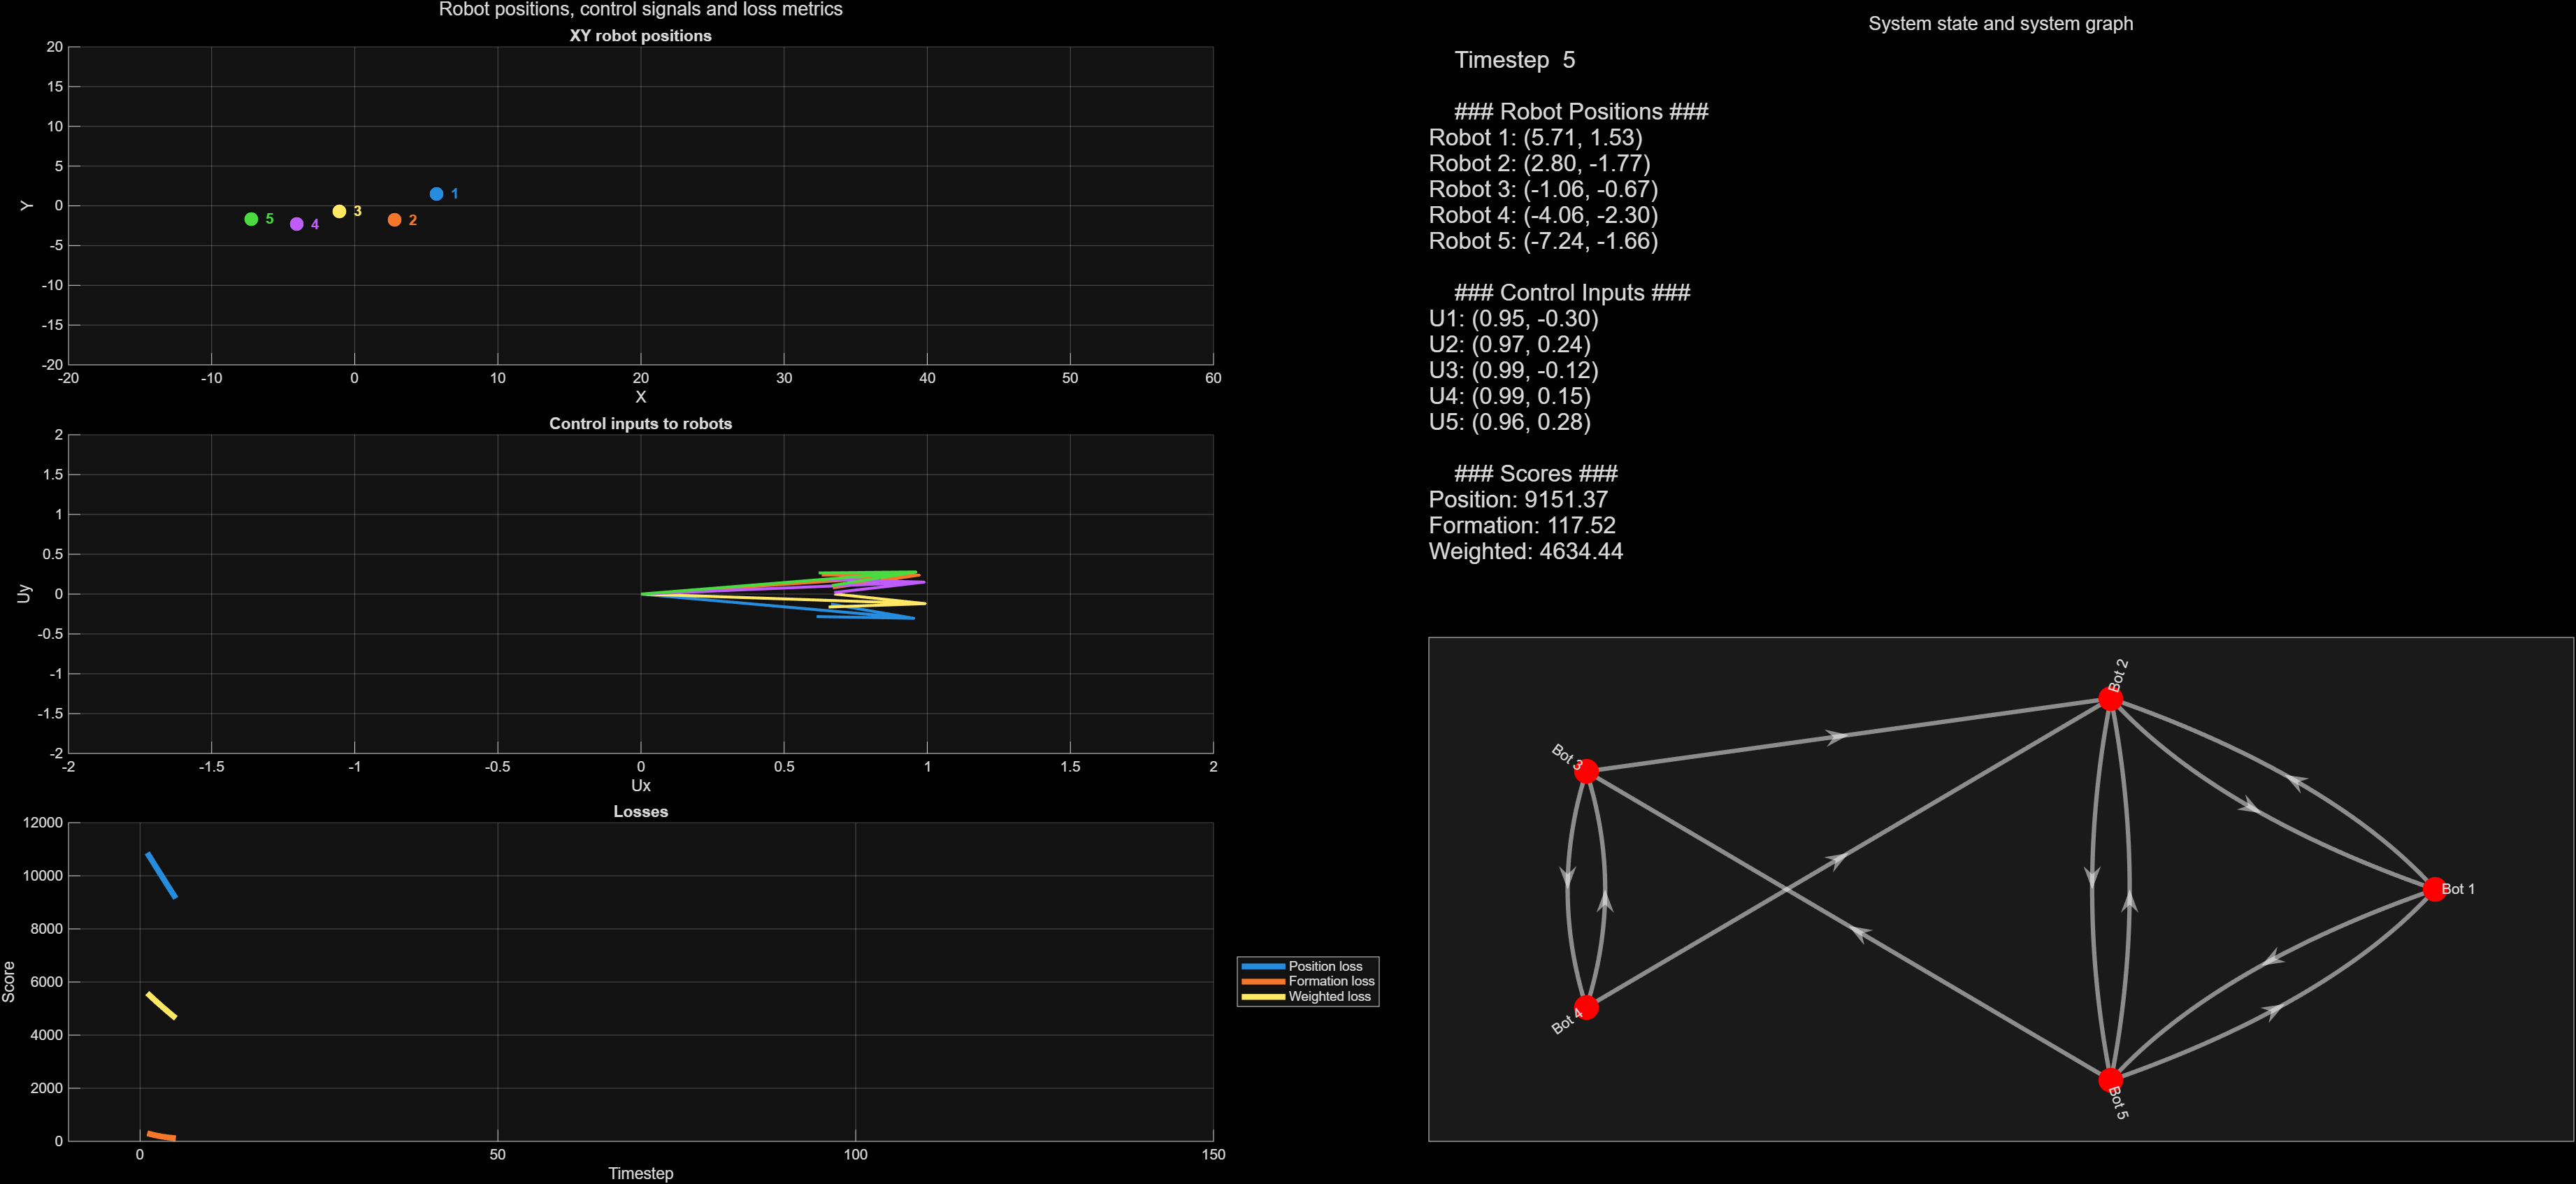 Robot positions, control signals and loss metrics
XY robot positions
20
15
10
5
0
-5
-10
-15
-20
Y
1
2
3
4
5
-20
-10
0
10
20
30
40
50
60
X
Control inputs to robots
2
1.5
1
0.5
0
-0.5
-1
-1.5
-2
Uy
-2
-1.5
-1
-0.5
0
0.5
1
1.5
2
Ux
Losses
12000
10000
8000
6000
4000
2000
0
Score
0
50
100
150
Timestep
Position loss
Formation loss
Weighted loss
System state and system graph
Timestep 5
### Robot Positions ###
Robot 1: (5.71, 1.53)
Robot 2: (2.80, -1.77)
Robot 3: (-1.06, -0.67)
Robot 4: (-4.06, -2.30)
Robot 5: (-7.24, -1.66)
### Control Inputs ###
U1: (0.95, -0.30)
U2: (0.97, 0.24)
U3: (0.99, -0.12)
U4: (0.99, 0.15)
U5: (0.96, 0.28)
### Scores ###
Position: 9151.37
Formation: 117.52
Weighted: 4634.44
Bot 2
Bot 3
Bot 1
Bot 4
Bot 5